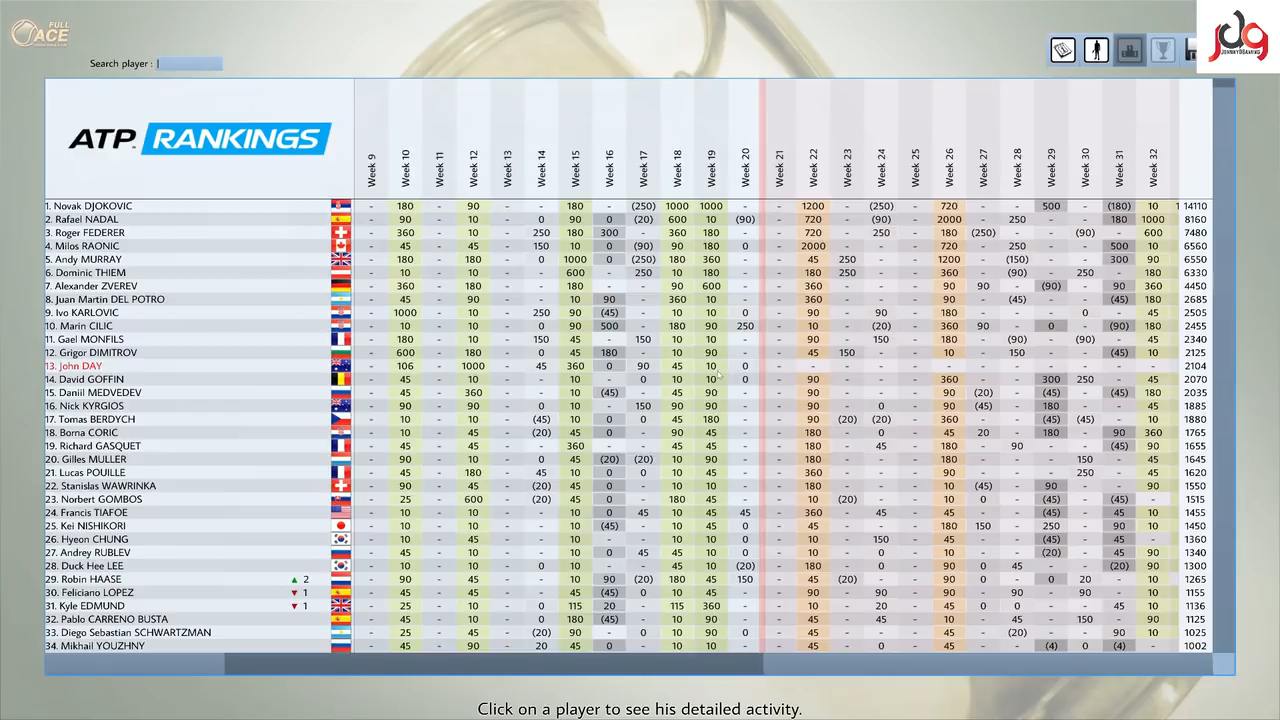 FULL ACE
JDG
JOHNNYDGAMING
Search player :
ATP RANKINGS
Week 9 Week 10 Week 11 Week 12 Week 13 Week 14 Week 15 Week 16 Week 17 Week 18 Week 19 Week 20 Week 21 Week 22 Week 23 Week 24 Week 25 Week 26 Week 27 Week 28 Week 29 Week 30 Week 31 Week 32
1. Novak DJOKOVIC - 180 - 90 - - 180 - (250) 1000 1000 - - 1200 - (250) - 720 - - 500 - (180) 10 1 14110
2. Rafael NADAL - 90 - 10 - 0 90 0 (20) 600 10 (90) - 720 - (90) - 2000 - 250 - - 180 1000 8160
3. Roger FEDERER - 360 - 10 - 250 180 300 - 360 180 - - 720 - 250 - 180 (250) - - (90) - 600 7480
4. Milos RAONIC - 45 - 45 - 150 10 0 (90) 90 180 0 - 2000 - - - 720 - 250 - - 500 10 6560
5. Andy MURRAY - 180 - 180 - 0 1000 0 (250) 180 360 - - 45 250 - - 1200 - (150) - - 300 90 6550
6. Dominic THIEM - 10 - 10 - - 600 - 250 10 180 - - 180 250 - - 360 - (90) - 250 - 180 6330
7. Alexander ZVEREV - 360 - 180 - - 180 - - 90 600 - - 360 - - - 90 90 - (90) - 90 360 4450
8. Juan Martin DEL POTRO - 45 - 90 - - 10 90 - 360 10 - - 360 - - - 90 - (45) - - (45) 180 2685
9. Ivo KARLOVIC - 1000 - 10 - 250 90 (45) - 10 10 0 - 90 - 90 - 180 - - - 0 - 45 2505
10. Marin CILIC - 10 - 10 - 0 90 500 - 180 90 250 - 10 - (20) - 360 90 - 0 - (90) 180 2455
11. Gael MONFILS - 180 - 10 - 150 45 - 150 10 45 - - 90 - 150 - 180 - (90) - (90) - 45 2340
12. Grigor DIMITROV - 600 - 180 - 0 45 180 - 10 90 - - 45 150 - - 10 - 150 - - (45) 10 2125
13. John DAY - 106 - 1000 - 45 360 0 90 45 10 0 - - - - - - - - - - - - 2104
14. David GOFFIN - 45 - 10 - - 10 - 0 10 10 0 - 90 - - - 360 - - 300 250 - 45 2070
15. Daniil MEDVEDEV - 45 - 360 - - 10 (45) - 45 90 - - 90 - - - 90 (20) - (45) - (45) 180 2035
16. Nick KYRGIOS - 90 - 90 - 0 10 - 150 90 90 - - 90 - 0 - 90 (45) - 180 - - 45 1885
17. Tomas BERDYCH - 10 - 10 - (45) 10 0 - 45 180 - - 90 (20) (20) - 360 - - (45) (45) - 10 1880
18. Borna CORIC - 10 - 10 - (20) 45 0 - 90 45 - - 180 - 0 - 45 20 - 180 - 90 360 1765
19. Richard GASQUET - 45 - 45 - - 360 - - 10 45 - - 180 - 45 - 180 - 90 - - (45) 90 1655
20. Gilles MULLER - 90 - 10 - - 45 (20) (20) 10 90 - - 180 - - - 180 - - - 150 - 45 1645
21. Lucas POUILLE - 45 - 180 - 45 10 0 0 10 45 - - 360 - - - 90 - - - 250 - 45 1620
22. Stanislas WAWRINKA - 90 - 45 - (20) 45 0 - 10 10 - - 180 - - - 10 (45) - 90 - - 90 1550
23. Norbert GOMBOS - 25 - 600 - (20) 45 - - 180 45 - - 10 (20) - - 10 0 - (45) - (45) - 1515
24. Francis TIAFOE - 10 - 45 - - 10 0 45 10 45 45 - 360 - 45 - 45 - - (45) - 45 10 1455
25. Kei NISHIKORI - 10 - 10 - - 10 (45) - 10 45 0 - 45 - - - 180 150 - 250 - 90 10 1450
26. Hyeon CHUNG - 10 - 45 - - 10 - - 10 45 0 - 10 - 150 - 10 - - (45) - 45 - 1360
27. Andrey RUBLEV - 45 - 10 - - 10 0 45 45 10 0 - 10 - 0 - 10 - - (20) - 45 90 1340
28. Duck Hee LEE - 10 - 10 - 0 10 0 - 45 10 (20) - 180 - 0 - 90 0 45 - - (20) 90 1300
29. Robin HAASE 2 - 90 - 45 - - 10 90 (20) 180 45 150 - 45 (20) - - 90 - - 0 20 - 10 1265
30. Feliciano LOPEZ 1 - 10 - 10 - - 45 (45) 0 10 10 - - 90 - 90 - 90 - 90 - 90 - 10 1155
31. Kyle EDMUND 1 - 25 - 10 - 0 115 20 - 115 360 - - 10 - 20 - 45 0 0 - - 45 10 1136
32. Pablo CARRENO BUSTA - 45 - 10 - - 180 (45) - 10 10 - - 45 - 45 - 10 - 45 - 150 - 90 1125
33. Diego Sebastian SCHWARTZMAN - 25 - 45 - (20) 90 - 0 10 90 0 - 45 - - - 45 - (20) - - 90 10 1025
34. Mikhail YOUZHNY - 45 - 90 - 20 45 0 - 10 10 - - 45 - 0 - 45 - - (4) 0 (4) - 1002
Click on a player to see his detailed activity.